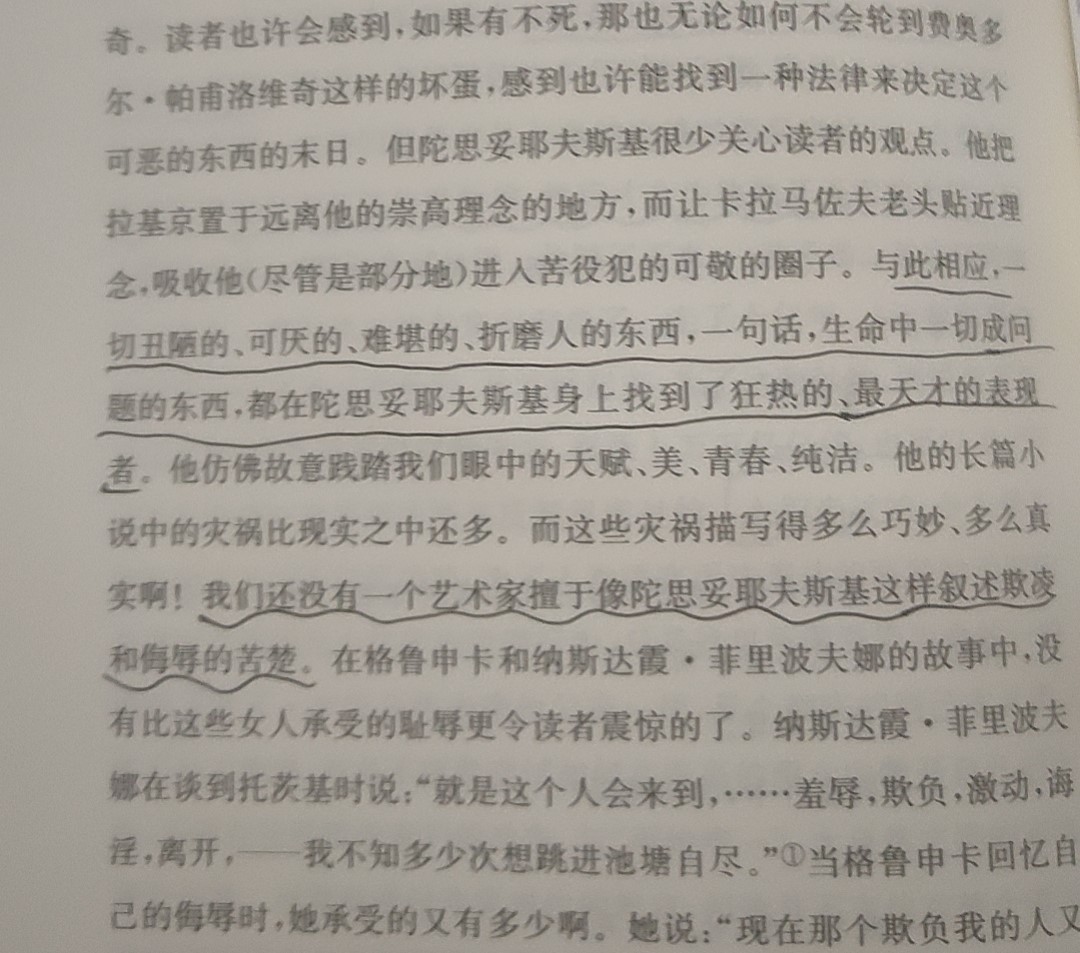 奇。读者也许会感到,如果有不死,那也无论如何不会轮到费奥多
尔·帕甫洛维奇这样的坏蛋,感到也许能找到一种法律来决定这个
可恶的东西的末日。但陀思妥耶夫斯基很少关心读者的观点。他把
拉基京置于远离他的崇高理念的地方,而让卡拉马佐夫老头贴近理
念,吸收他(尽管是部分地)进入苦役犯的可敬的圈子。与此相应,一
切丑陋的、可厌的、难堪的、折磨人的东西,一句话,生命中一切成问
题的东西,都在陀思妥耶夫斯基身上找到了狂热的、最天才的表现
者。他仿佛故意践踏我们眼中的天赋、美、青春、纯洁。他的长篇小
说中的灾祸比现实之中还多。而这些灾祸描写得多么巧妙、多么真
实啊!我们还没有一个艺术家擅于像陀思妥耶夫斯基这样叙述欺凌
和侮辱的苦楚。在格鲁申卡和纳斯达霞·菲里波夫娜的故事中,没
有比这些女人承受的耻辱更令读者震惊的了。纳斯达霞·菲里波夫
娜在谈到托茨基时说:“就是这个人会来到,……羞辱,欺负,激动,诲
淫,离开,——我不知多少次想跳进池塘自尽。”①当格鲁申卡回忆自
己的侮辱时,她承受的又有多少啊。她说:“现在那个欺负我的人又